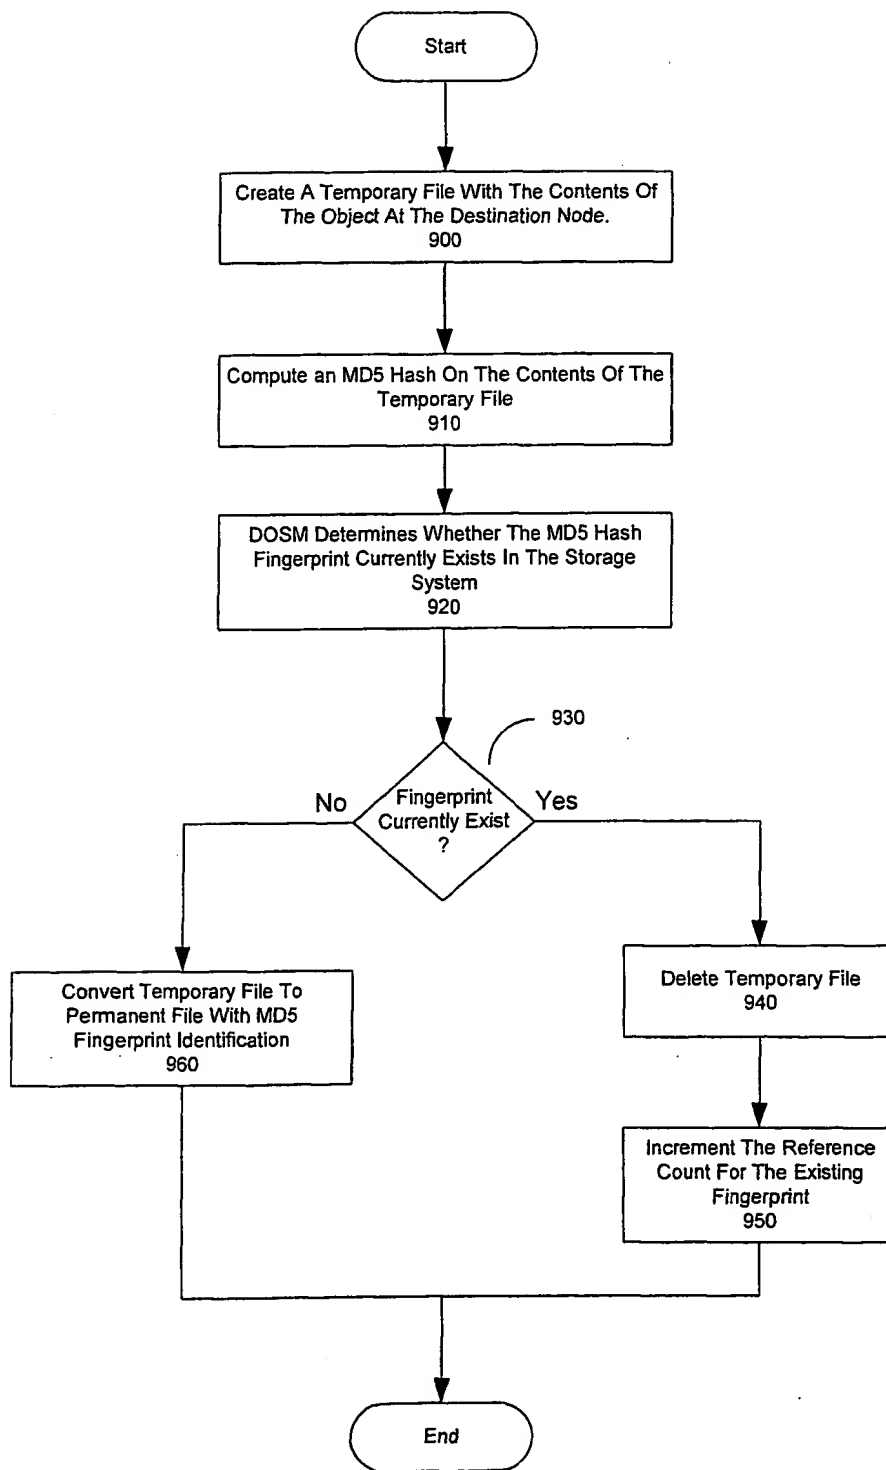 Start
Create A Temporary File With The Contents Of
The Object At The Destination Node.
900
Compute an MD5 Hash On The Contents Of The
Temporary File
910
DOSM Determines Whether The MD5 Hash
Fingerprint Currently Exists In The Storage
System
920
930
No
Fingerprint
Currently Exist
?
Yes
Convert Temporary File To
Permanent File With MD5
Fingerprint Identification
960
Delete Temporary File
940
Increment The Reference
Count For The Existing
Fingerprint
950
End